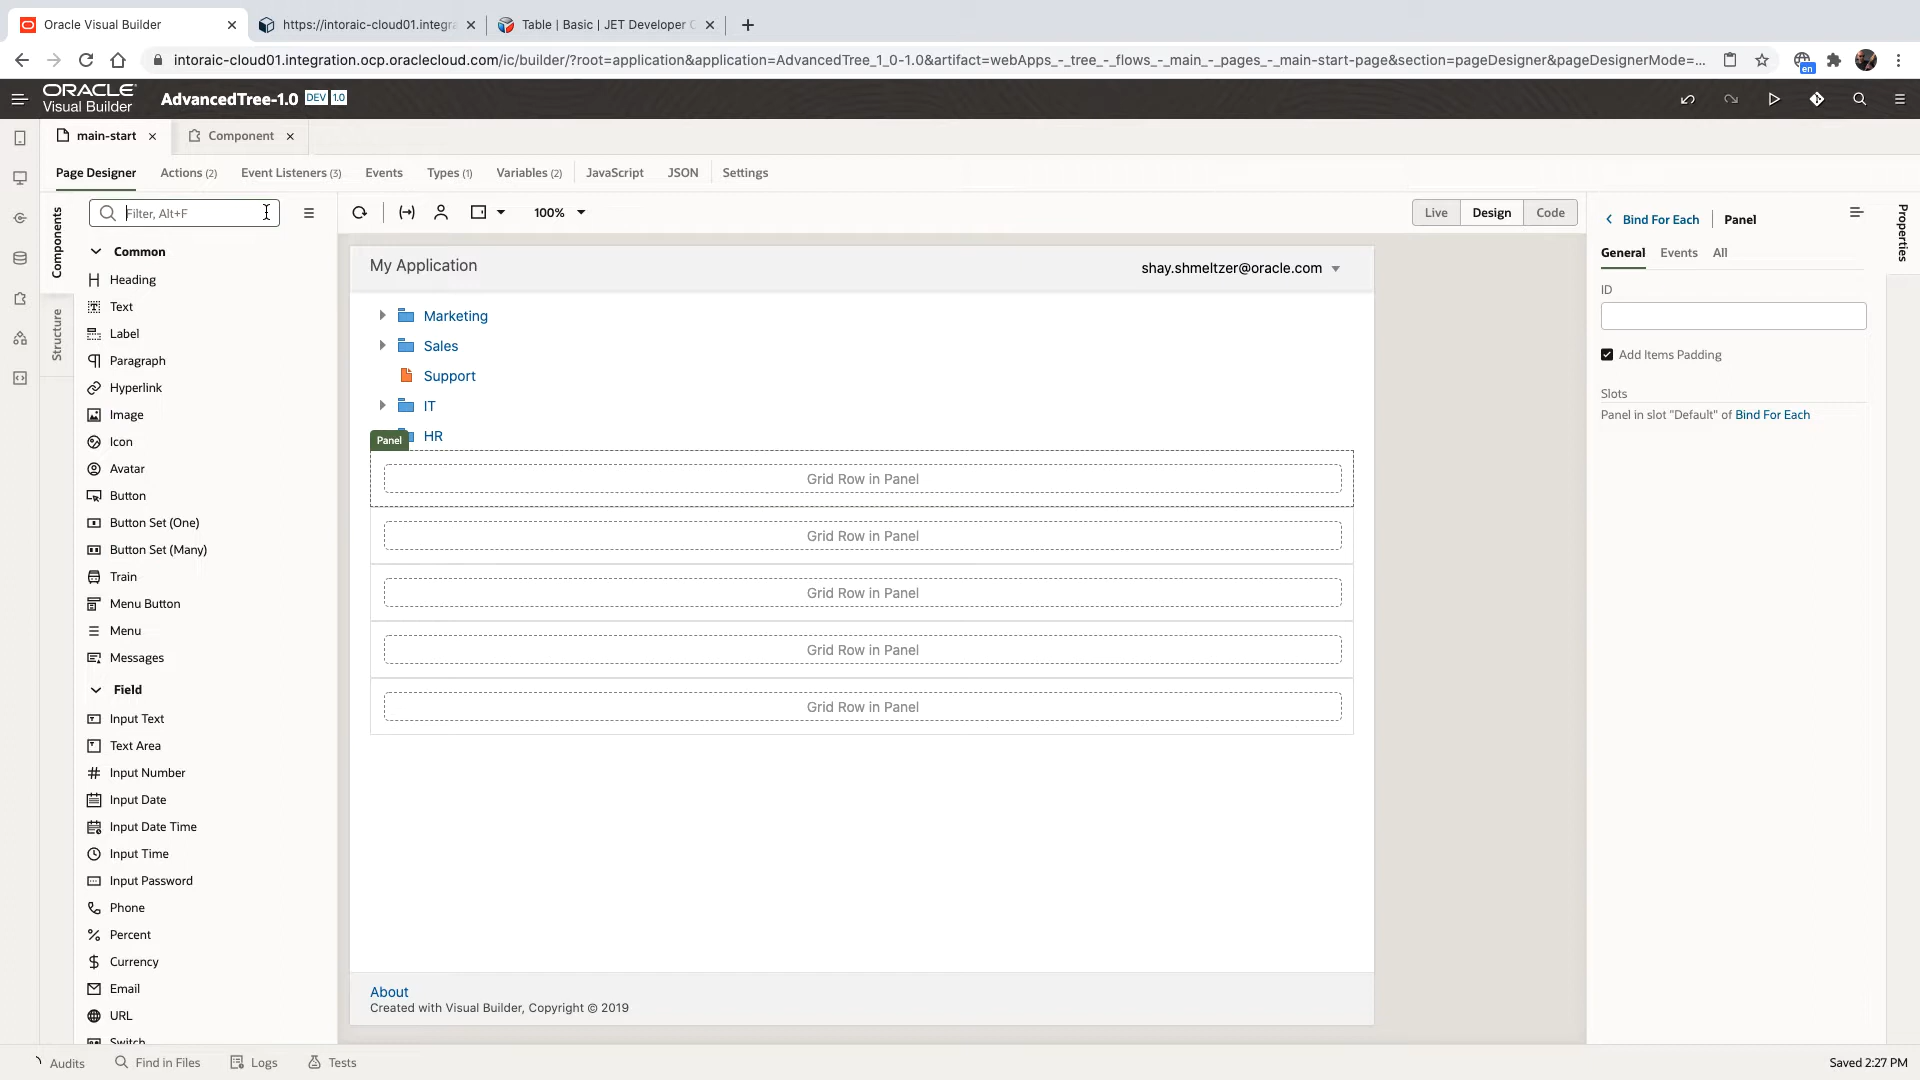 Oracle Visual Builder
https://intoraic-cloud01.integra
Table | Basic | JET Developer C
intoraic-cloud01.integration.ocp.oraclecloud.com/ic/builder/?root=application&application=AdvancedTree_1_0-1.0&artifact=webApps_-_tree_-_flows_-_main_-_pages_-_main-start-page&section=pageDesigner&pageDesignerMode=...
en
ORACLE
Visual Builder
AdvancedTree-1.0 DEV 1.0
main-start
Component
Page Designer
Actions (2)
Event Listeners (3)
Events
Types (1)
Variables (2)
JavaScript
JSON
Settings
Components
Structure
Filter, Alt+F
Common
Heading
Text
Label
Paragraph
Hyperlink
Image
Icon
Avatar
Button
Button Set (One)
Button Set (Many)
Train
Menu Button
Menu
Messages
Field
Input Text
Text Area
Input Number
Input Date
Input Date Time
Input Time
Input Password
Phone
Percent
Currency
Email
URL
Switch
100%
Live
Design
Code
My Application
shay.shmeltzer@oracle.com
Marketing
Sales
Support
IT
HR
Panel
Grid Row in Panel
Grid Row in Panel
Grid Row in Panel
Grid Row in Panel
Grid Row in Panel
About
Created with Visual Builder, Copyright © 2019
Bind For Each
Panel
General
Events
All
ID
Add Items Padding
Slots
Panel in slot "Default" of Bind For Each
Properties
Audits
Find in Files
Logs
Tests
Saved 2:27 PM